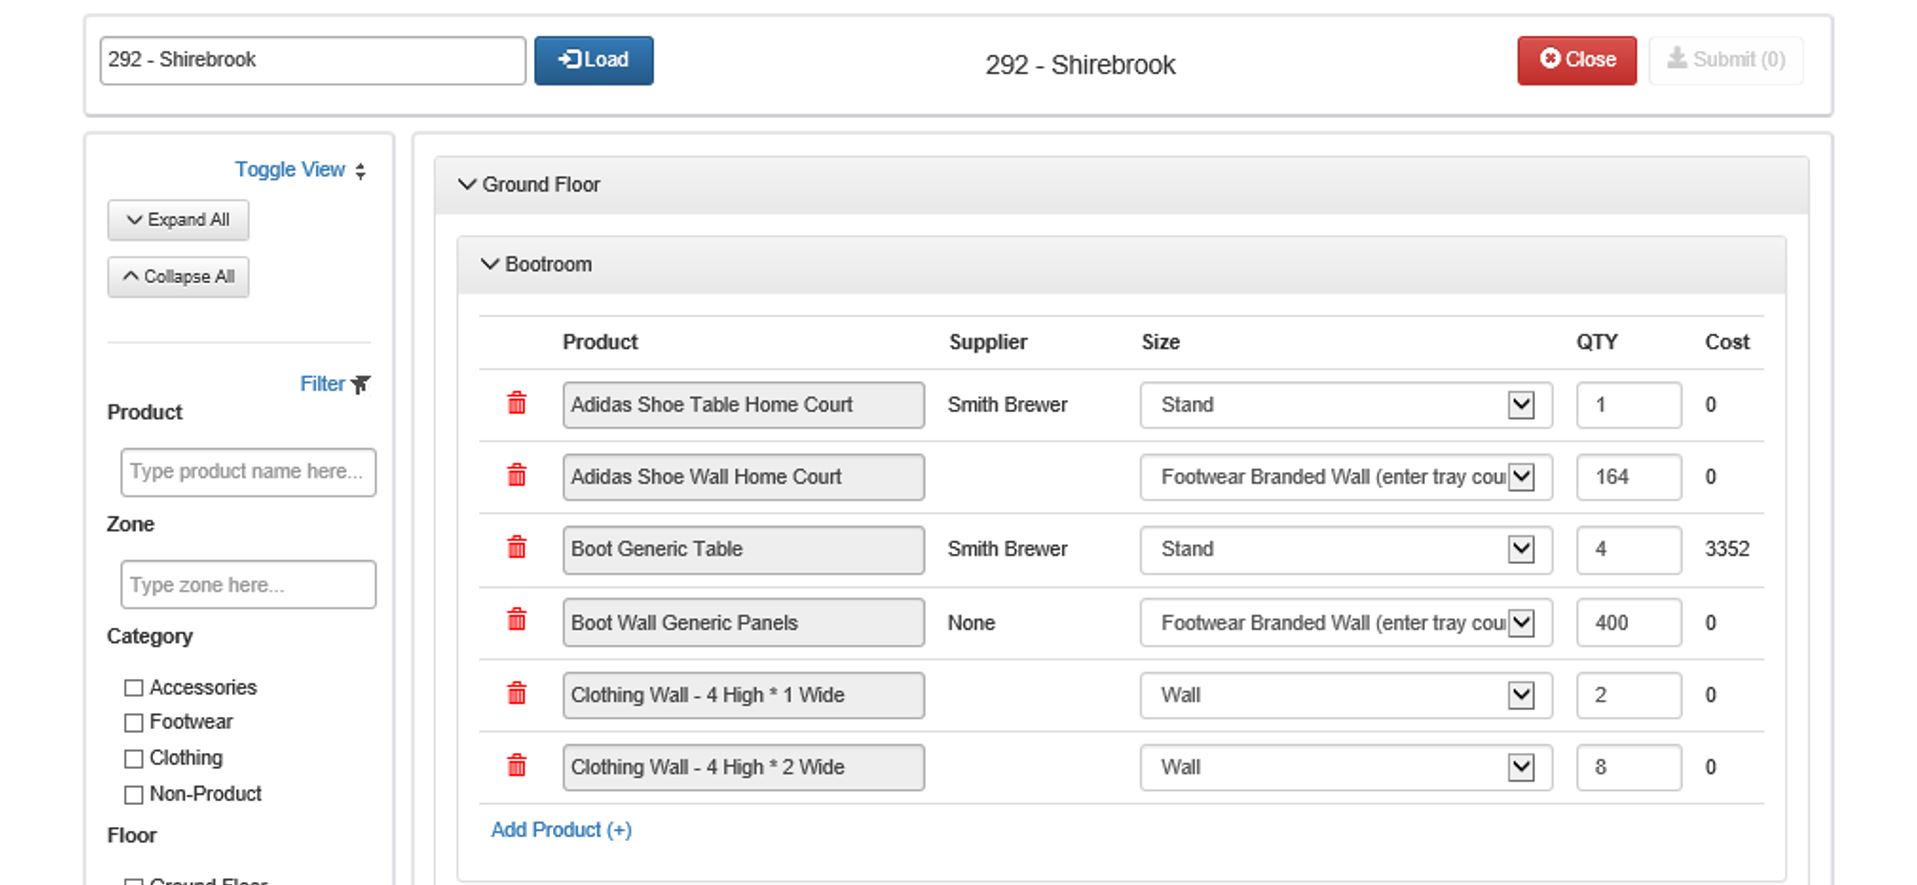 292 - Shirebrook
Load
292 - Shirebrook
Close
Submit (0)
Toggle View
Expand All
Collapse All
Filter
Product
Type product name here...
Zone
Type zone here...
Category
Accessories
Footwear
Clothing
Non-Product
Floor
Ground Floor
Ground Floor
Bootroom
Product Supplier Size QTY Cost
Adidas Shoe Table Home Court Smith Brewer Stand 1 0
Adidas Shoe Wall Home Court Footwear Branded Wall (enter tray cou 164 0
Boot Generic Table Smith Brewer Stand 4 3352
Boot Wall Generic Panels None Footwear Branded Wall (enter tray cou 400 0
Clothing Wall - 4 High * 1 Wide Wall 2 0
Clothing Wall - 4 High * 2 Wide Wall 8 0
Add Product (+)